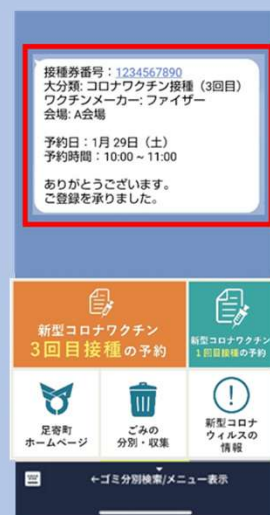 接種券番号：1234567890
大分類: コロナワクチン接種（3回目）
ワクチンメーカー: ファイザー
会場: A会場
予約日：1月 29日（土）
予約時間：10:00 ~ 11:00
ありがとうございます。
ご登録を承りました。
新型コロナワクチン
3回目接種の予約
新型コロナワクチン
1回目接種の予約
足寄町
ホームページ
ごみの
分別・収集
新型コロナ
ウィルスの
情報
←ゴミ分別検索/メニュー表示